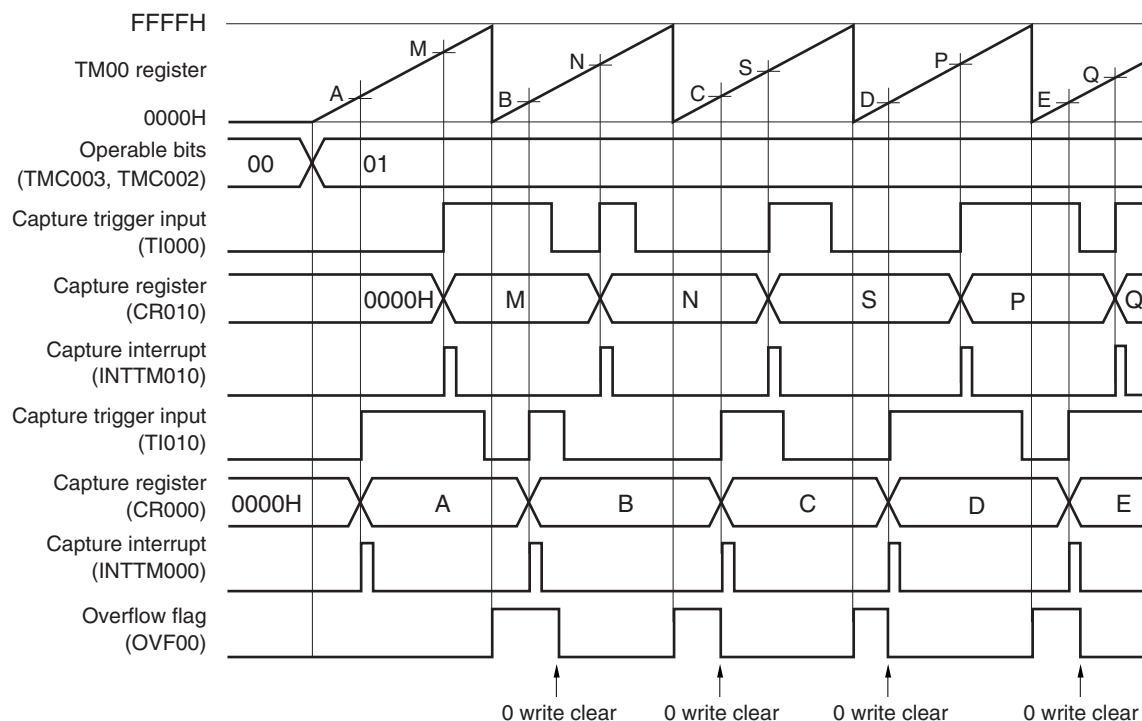 FFFFH
TM00 register
0000H
A M B N C S D P E Q
Operable bits
(TMC003, TMC002)
00 01
Capture trigger input
(TI000)
Capture register
(CR010)
0000H M N S P Q
Capture interrupt
(INTTM010)
Capture trigger input
(TI010)
Capture register
(CR000)
0000H A B C D E
Capture interrupt
(INTTM000)
Overflow flag
(OVF00)
0 write clear 0 write clear 0 write clear 0 write clear